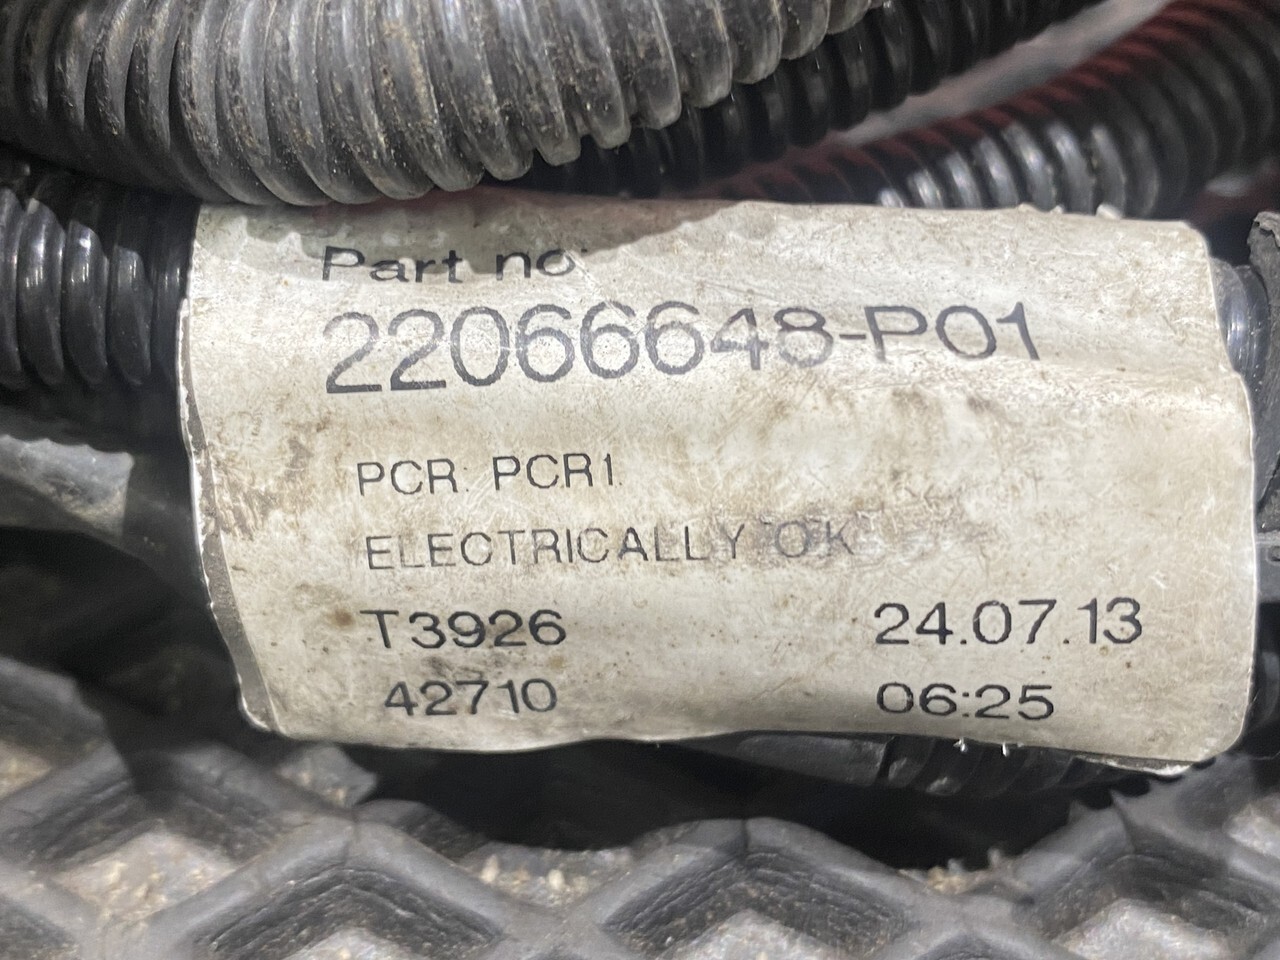 Part no
22066648-P01
PCR: PCR1
ELECTRICALLY OK
T3926 24.07.13
42710 06:25